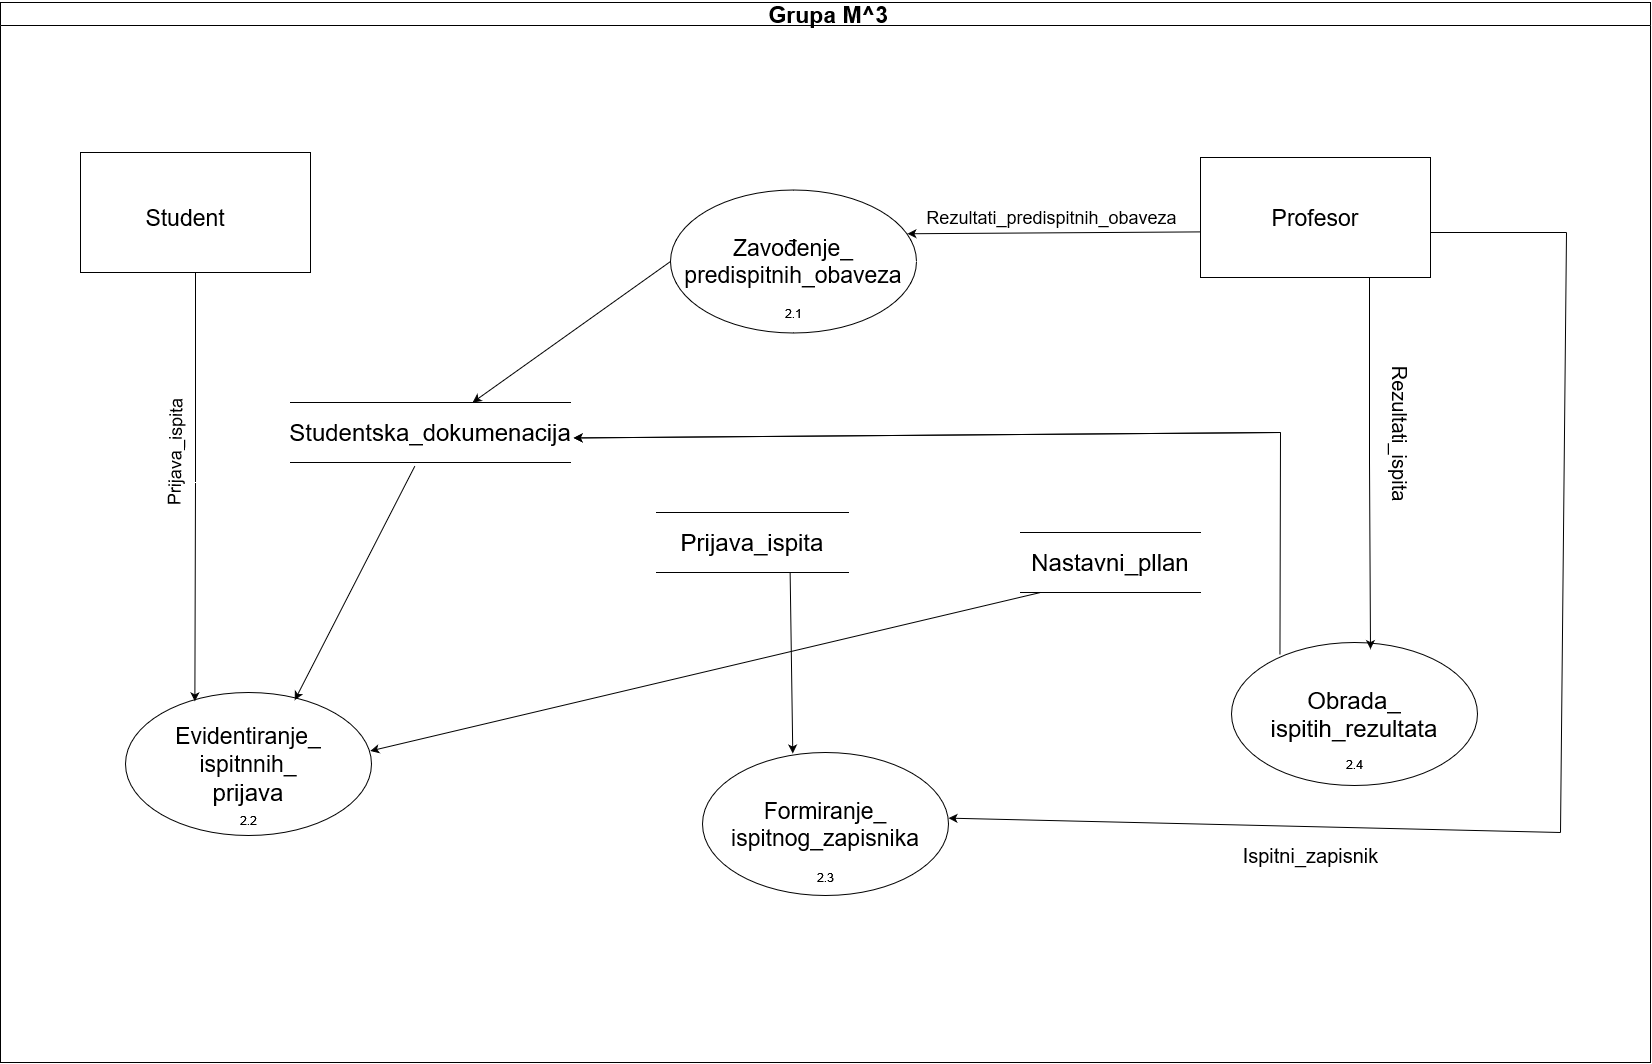 Grupa M^3
Student
Profesor
Rezultati_predispitnih_obaveza
Zavođenje_
predispitnih_obaveza
2.1
Prijava_ispita
Rezultati_ispita
Studentska_dokumenacija
Prijava_ispita
Nastavni_pllan
Evidentiranje_
ispitnnih_
prijava
2.2
Obrada_
ispitih_rezultata
2.4
Formiranje_
ispitnog_zapisnika
2.3
Ispitni_zapisnik